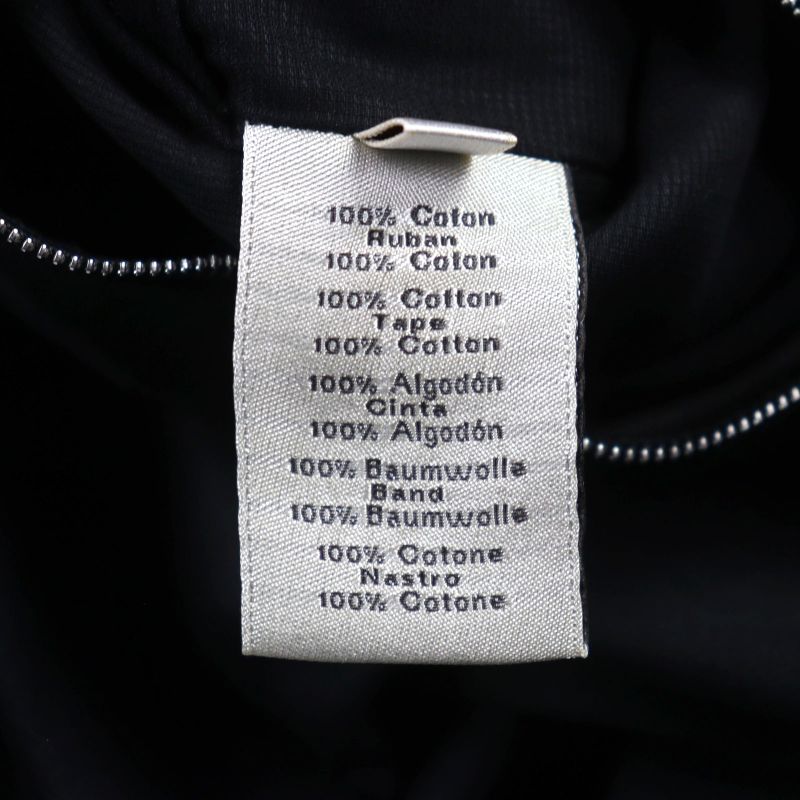 100% Coton
Ruban
100% Coton
100% Cotton
Tape
100% Cotton
100% Algodón
Cinta
100% Algodón
100% Baumwolle
Band
100% Baumwolle
100% Cotone
Nastro
100% Cotone